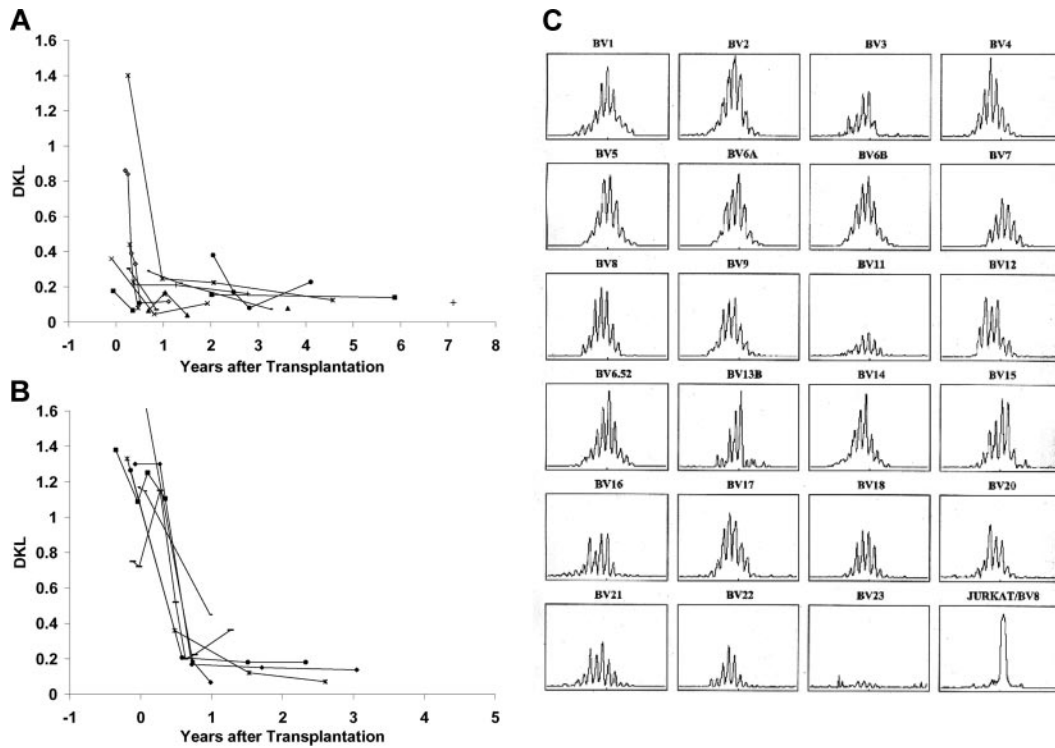 A
1.6
1.4
1.2
1
0.8
0.6
0.4
0.2
0
DKL
-1 0 1 2 3 4 5 6 7 8
Years after Transplantation
B
1.6
1.4
1.2
1
0.8
0.6
0.4
0.2
0
DKL
-1 0 1 2 3 4 5
Years after Transplantation
C
BV1 BV2 BV3 BV4
BV5 BV6A BV6B BV7
BV8 BV9 BV11 BV12
BV6.52 BV13B BV14 BV15
BV16 BV17 BV18 BV20
BV21 BV22 BV23 JURKAT/BV8